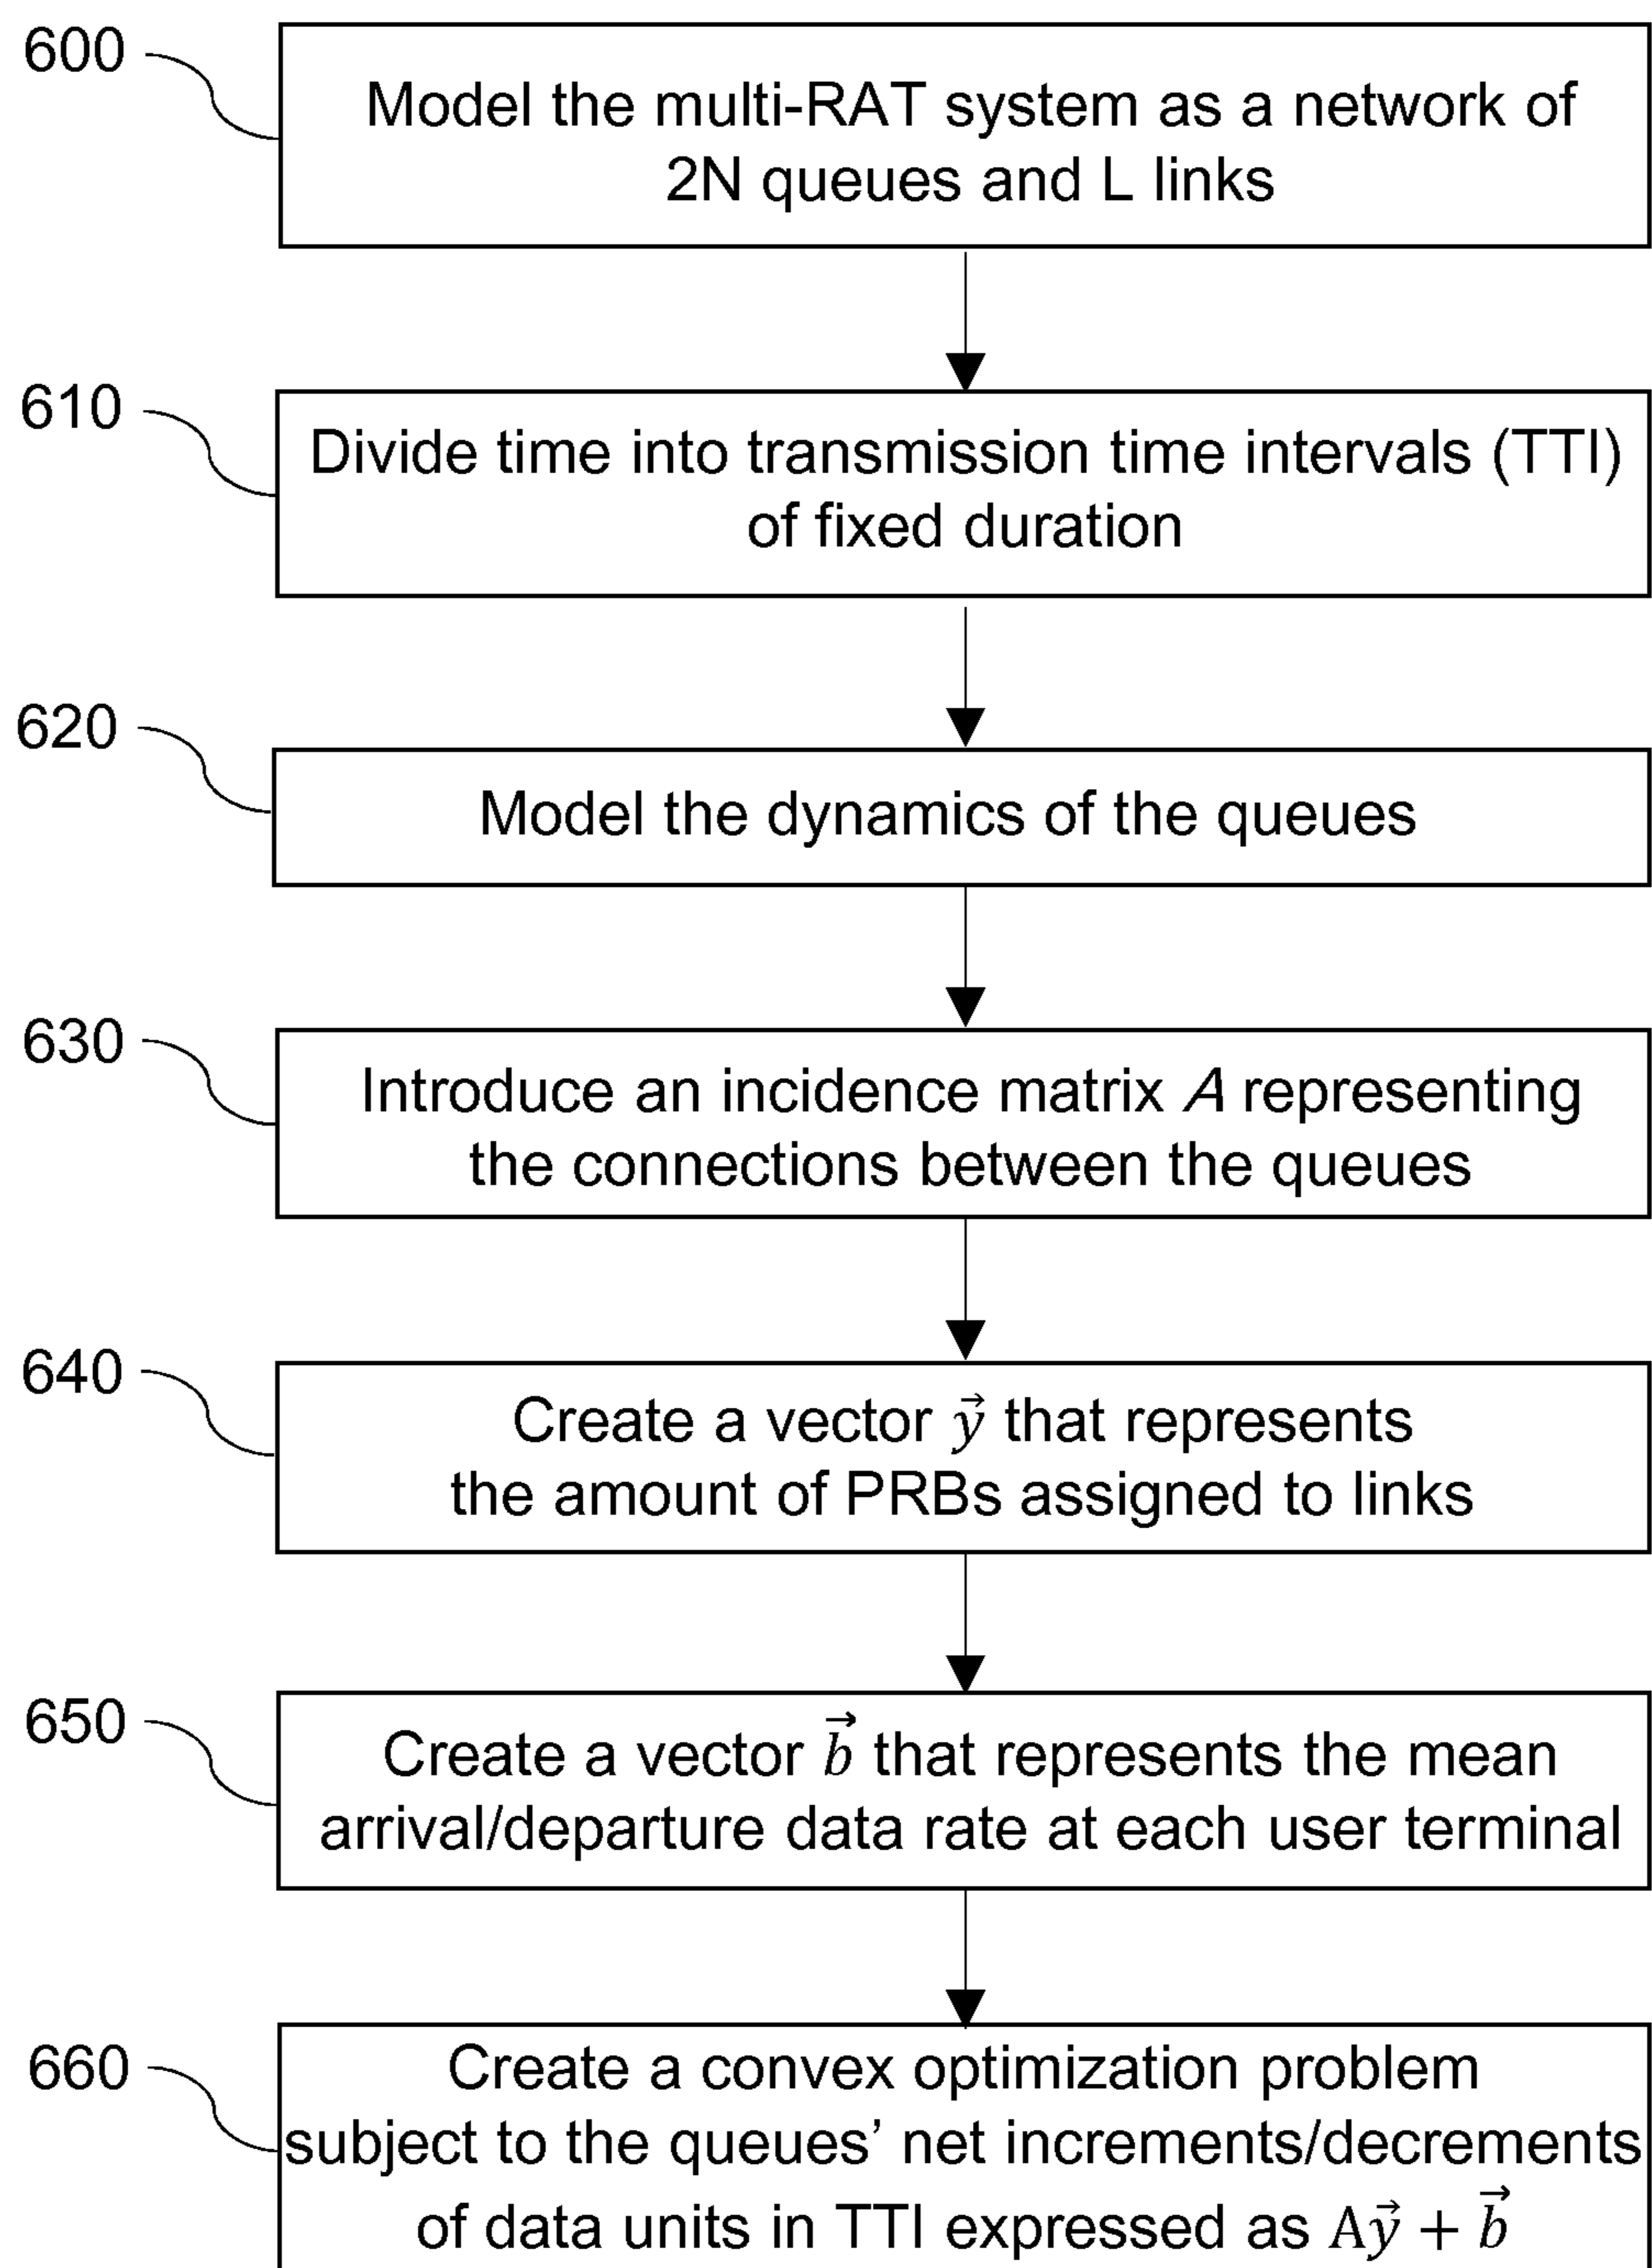 600
Model the multi-RAT system as a network of
2N queues and L links
610
Divide time into transmission time intervals (TTI)
of fixed duration
620
Model the dynamics of the queues
630
Introduce an incidence matrix A representing
the connections between the queues
640
Create a vector y⃗ that represents
the amount of PRBs assigned to links
650
Create a vector b⃗ that represents the mean
arrival/departure data rate at each user terminal
660
Create a convex optimization problem
subject to the queues’ net increments/decrements
of data units in TTI expressed as Ay⃗ + b⃗